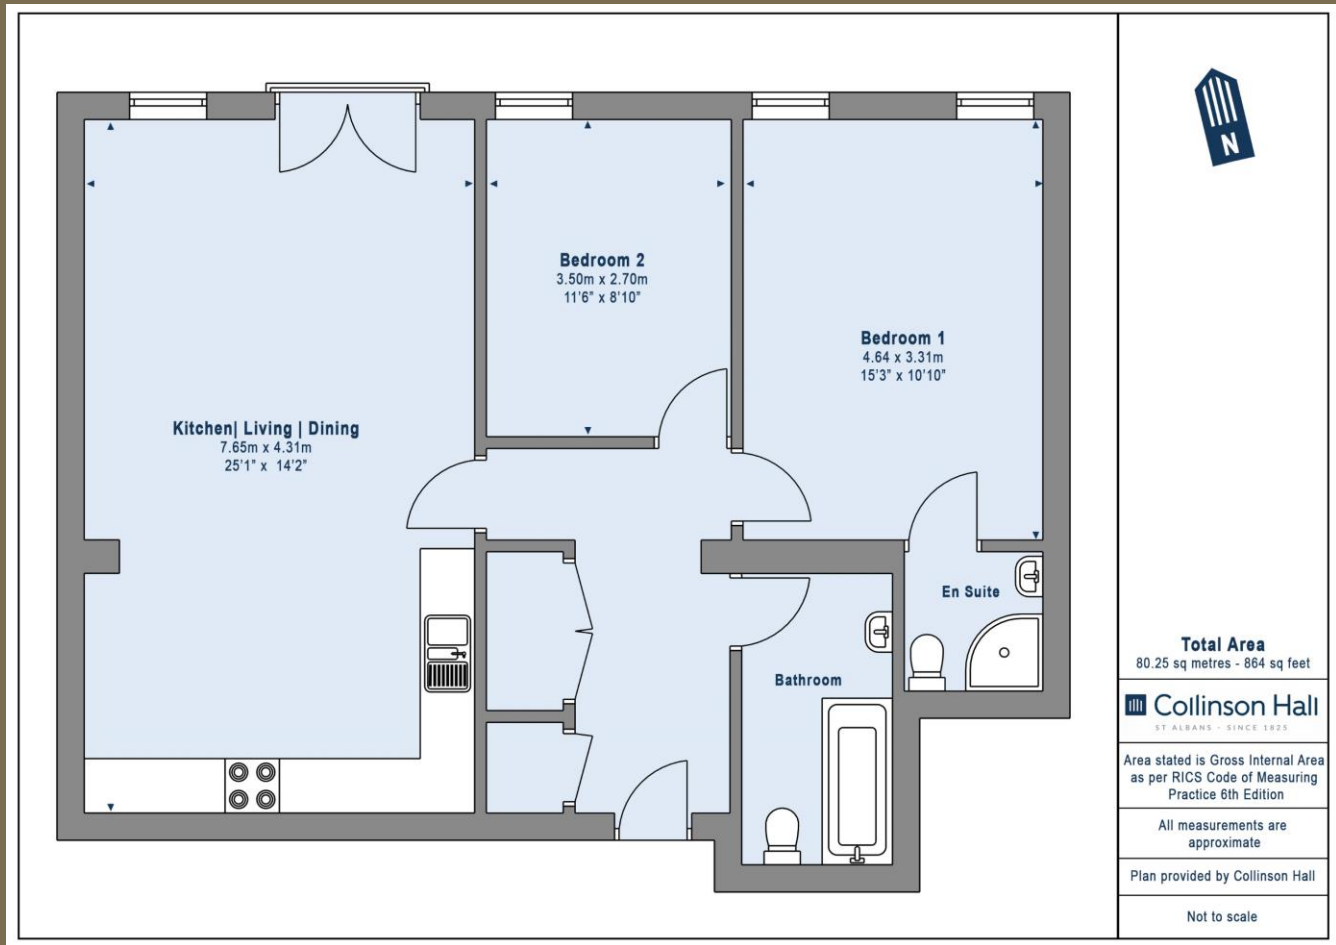 Kitchen| Living | Dining
7.65m x 4.31m
25'1" x 14'2"
Bedroom 2
3.50m x 2.70m
11'6" x 8'10"
Bedroom 1
4.64 x 3.31m
15'3" x 10'10"
En Suite
Bathroom
N
Total Area
80.25 sq metres - 864 sq feet
Collinson Hall
ST ALBANS - SINCE 1825
Area stated is Gross Internal Area
as per RICS Code of Measuring
Practice 6th Edition
All measurements are
approximate
Plan provided by Collinson Hall
Not to scale